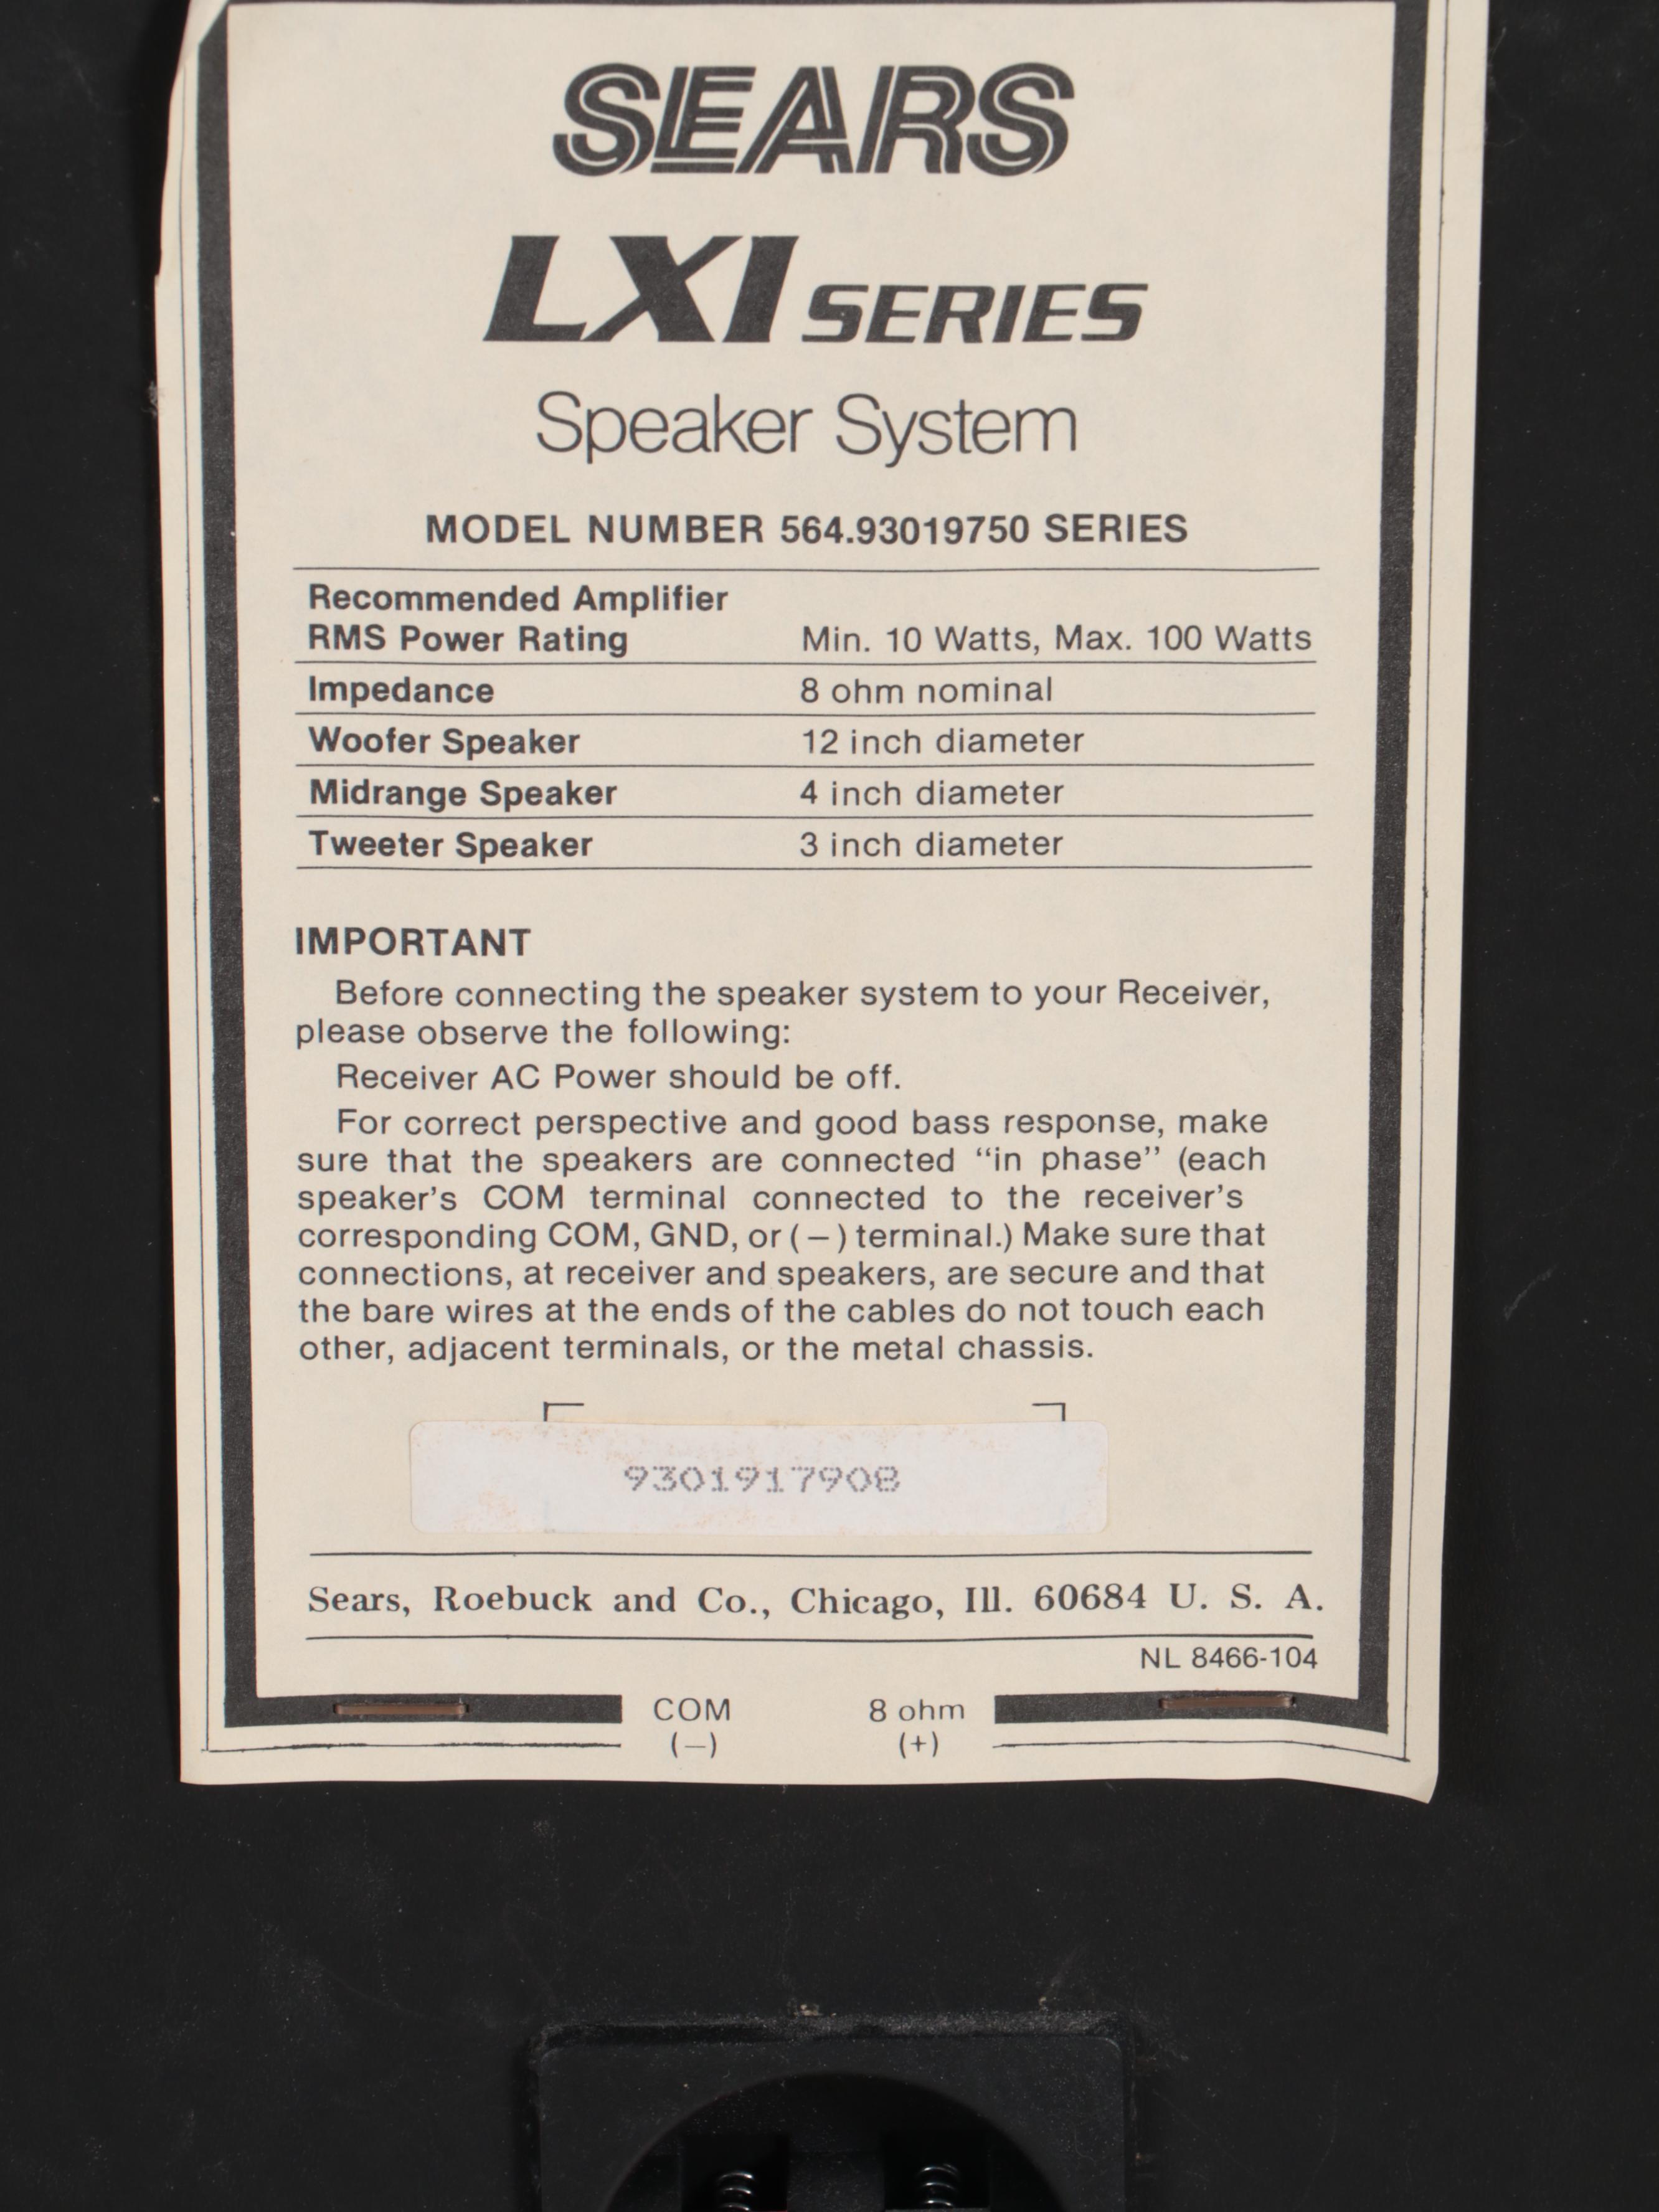 SEARS
LXI SERIES
Speaker System
MODEL NUMBER 564.93019750 SERIES
Recommended Amplifier
RMS Power Rating Min. 10 Watts, Max. 100 Watts
Impedance 8 ohm nominal
Woofer Speaker 12 inch diameter
Midrange Speaker 4 inch diameter
Tweeter Speaker 3 inch diameter
IMPORTANT
Before connecting the speaker system to your Receiver,
please observe the following:
Receiver AC Power should be off.
For correct perspective and good bass response, make
sure that the speakers are connected “in phase” (each
speaker's COM terminal connected to the receiver's
corresponding COM, GND, or (–) terminal.) Make sure that
connections, at receiver and speakers, are secure and that
the bare wires at the ends of the cables do not touch each
other, adjacent terminals, or the metal chassis.
9301917908
Sears, Roebuck and Co., Chicago, Ill. 60684 U. S. A.
NL 8466-104
COM 8 ohm
(–) (+)